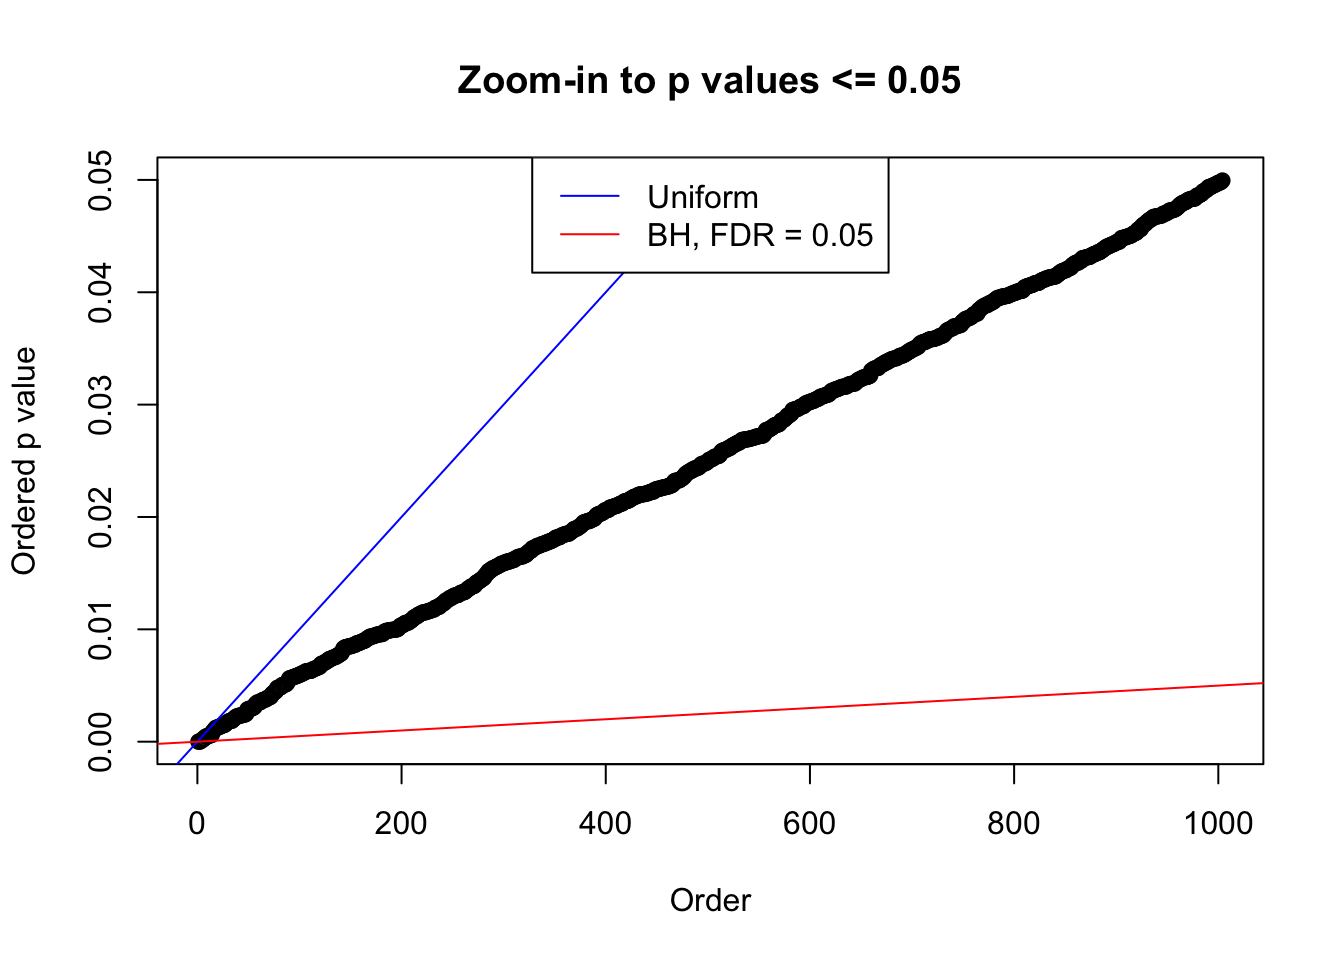 Zoom-in to p values <= 0.05
Uniform
BH, FDR = 0.05
Ordered p value
0.05
0.04
0.03
0.02
0.01
0.00
0 200 400 600 800 1000
Order